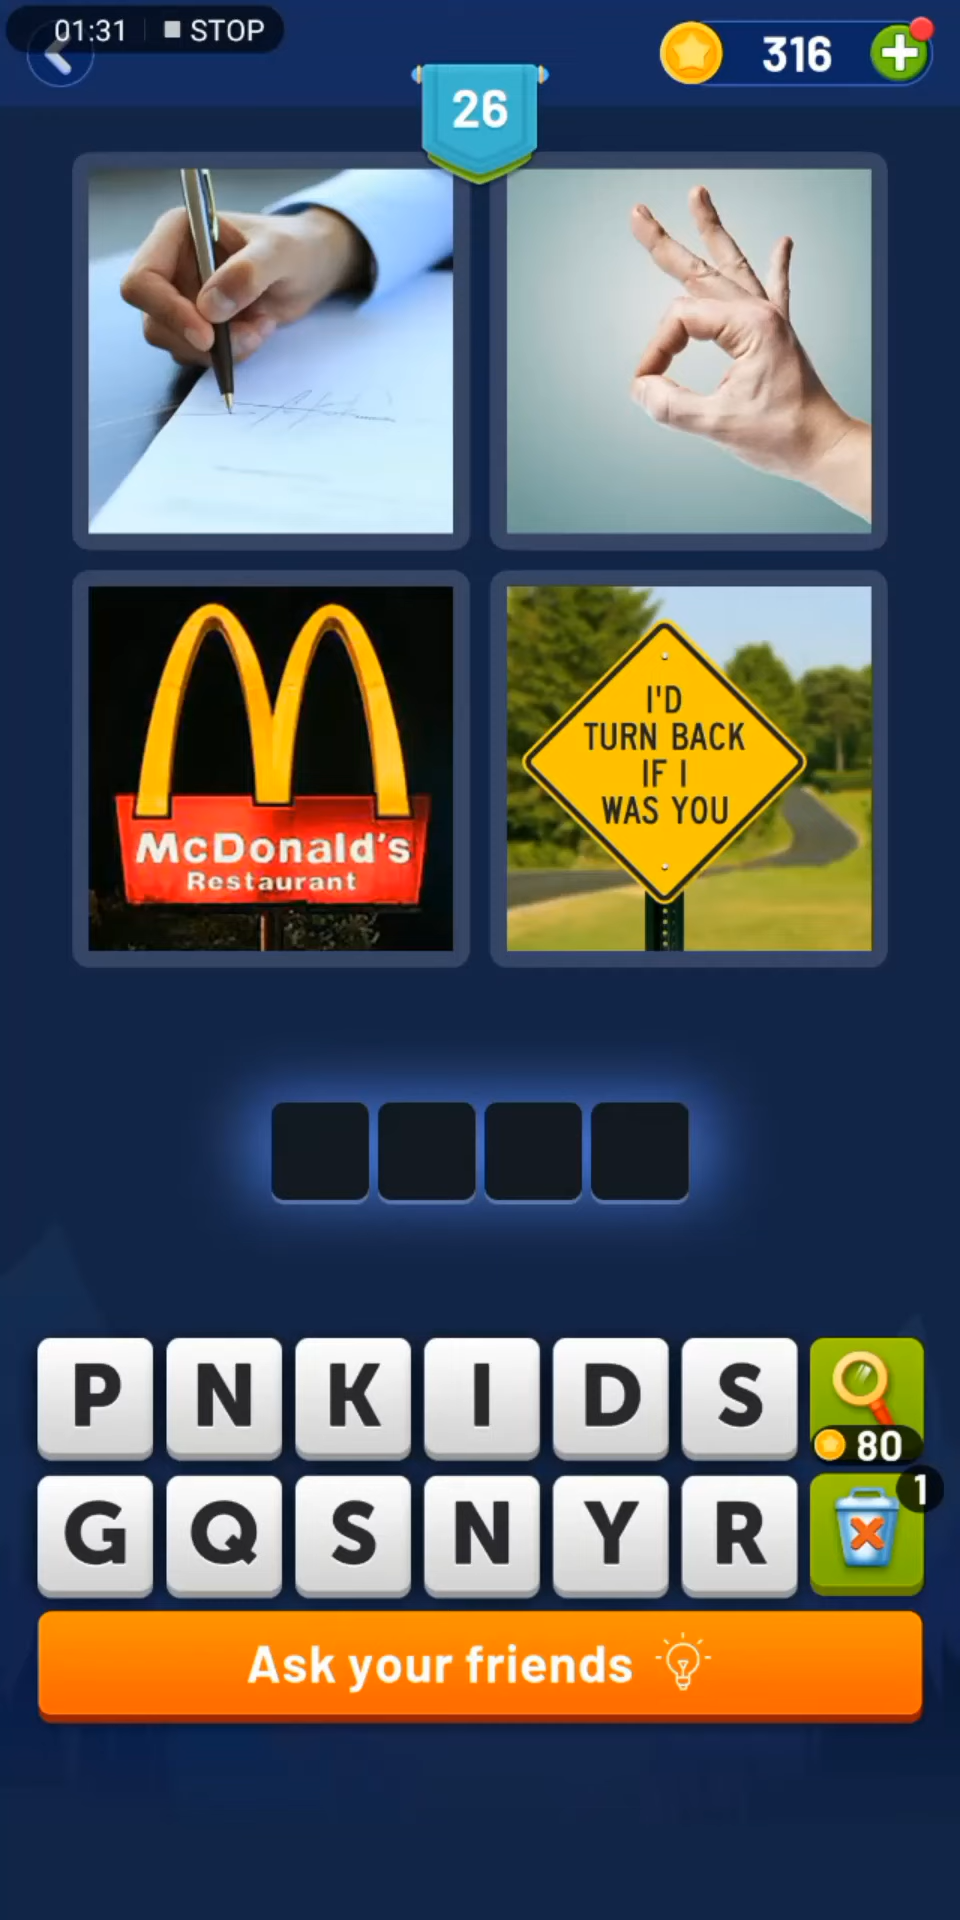 01:31 STOP
316
26
McDonald's
Restaurant
I'D
TURN BACK
IF I
WAS YOU
P N K I D S
80
1
G Q S N Y R
Ask your friends